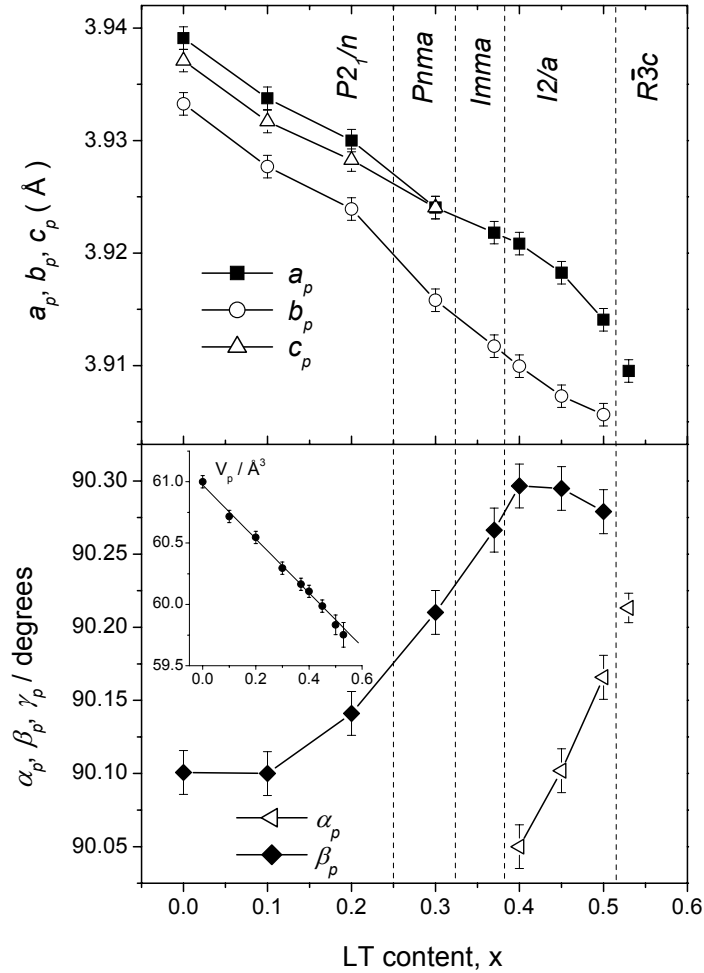 3.94
3.93
3.92
3.91
a_p, b_p, c_p ( Å )
P2_1/n
Pnma
Imma
I2/a
R̄3c
a_p
b_p
c_p
90.30
90.25
90.20
90.15
90.10
90.05
α_p, β_p, γ_p / degrees
V_p / Å³
61.0
60.5
60.0
59.5
0.0 0.2 0.4 0.6
α_p
β_p
0.0 0.1 0.2 0.3 0.4 0.5 0.6
LT content, x